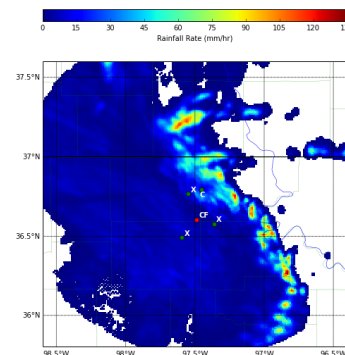 0 15 30 45 60 75 90 105 120
Rainfall Rate (mm/hr)
37.5°N
37°N
X X
C
CF
X
36.5°N X
36°N
98.5°W 98°W 97.5°W 97°W 96.5°W